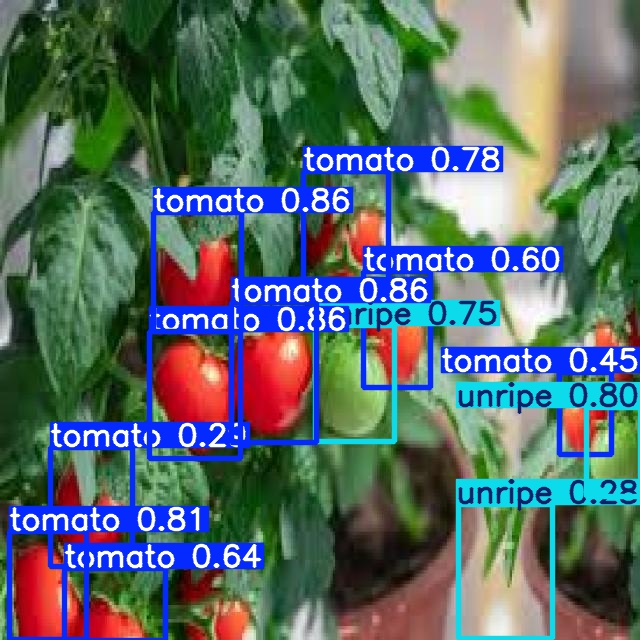 tomato 0.78
tomato 0.86
tomato 0.60
tomato 0.86
ripe 0.75
tomato 0.86
tomato 0.45
unripe 0.80
tomato 0.29
unripe 0.28
tomato 0.81
tomato 0.64